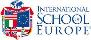 INTERNATIONAL
SCHOOL OF
EUROPE